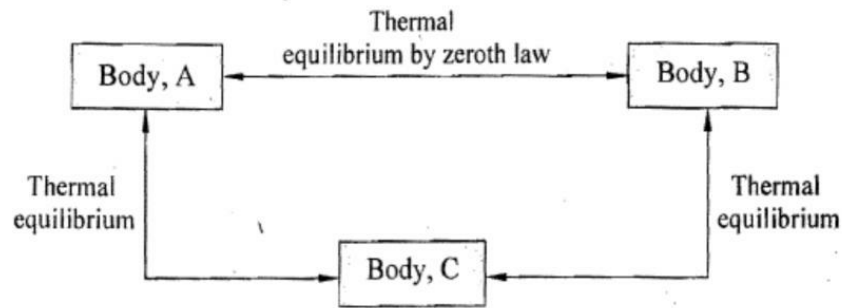 Thermal
equilibrium by zeroth law
Body, A
Body, B
Thermal
equilibrium
Thermal
equilibrium
Body, C